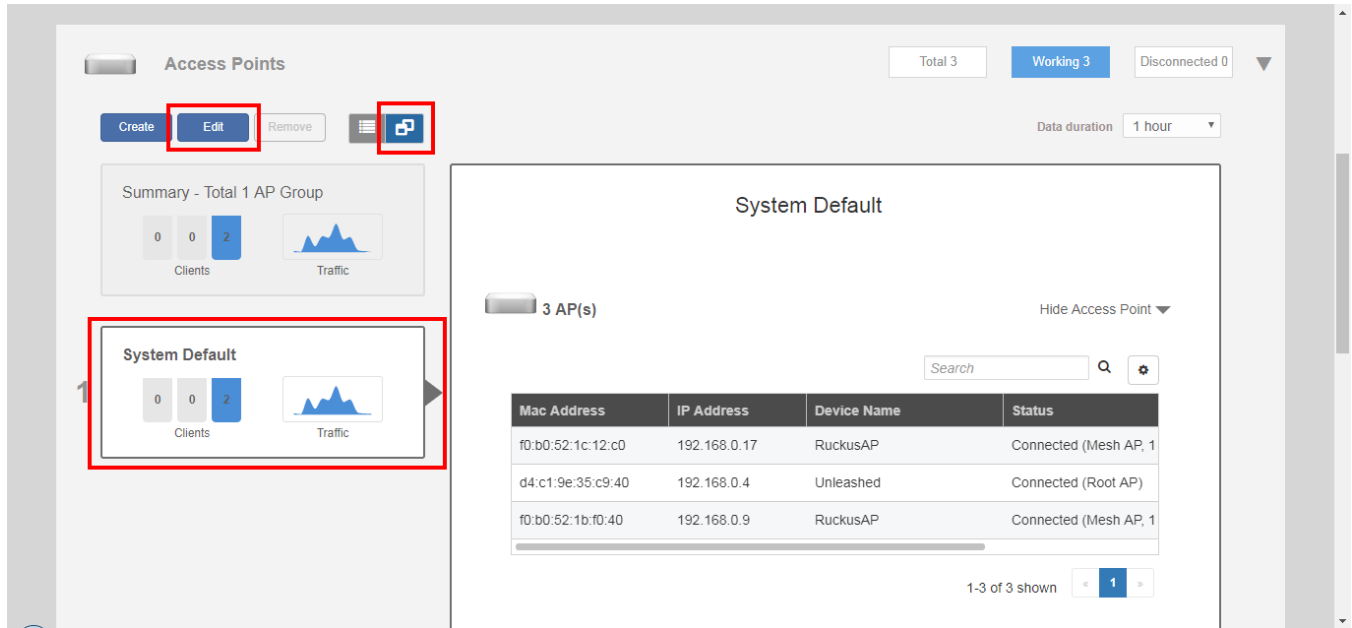 Access Points
Total 3
Working 3
Disconnected 0
Create
Edit
Remove
Data duration
1 hour
Summary - Total 1 AP Group
0 0 2
Clients
Traffic
1
System Default
0 0 2
Clients
Traffic
System Default
3 AP(s)
Hide Access Point
Search
Mac Address IP Address Device Name Status
f0:b0:52:1c:12:c0 192.168.0.17 RuckusAP Connected (Mesh AP, 1
d4:c1:9e:35:c9:40 192.168.0.4 Unleashed Connected (Root AP)
f0:b0:52:1b:f0:40 192.168.0.9 RuckusAP Connected (Mesh AP, 1
1-3 of 3 shown « 1 »